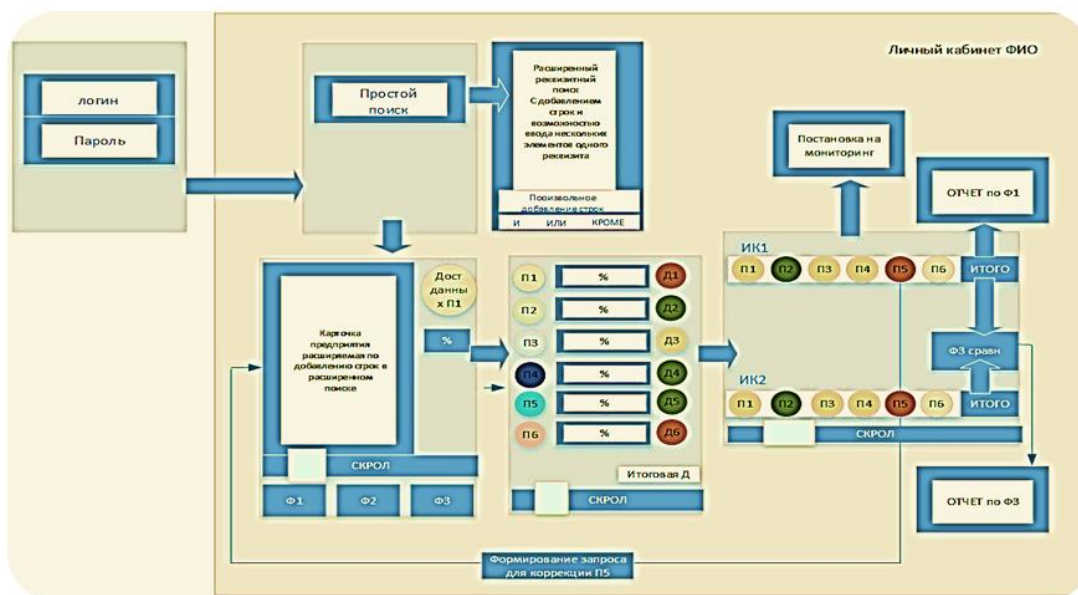 Личный кабинет ФИО
логин
Пароль
Простой
поиск
Расширенный
реквизитный
поиск
С добавлением
строк и
возможностью
ввода нескольких
элементов одного
реквизита
Произвольное
добавление строк
И ИЛИ КРОМЕ
Постановка на
мониторинг
ОТЧЕТ по Ф1
Карточка
предприятия
расширяемая по
добавлению строк в
расширенном
поиске
Дост
данны
х П1
%
СКРОЛ
Ф1 Ф2 Ф3
П1 % Д1
П2 % Д2
П3 % Д3
П4 % Д4
П5 % Д5
П6 % Д6
Итоговая Д
СКРОЛ
ИК1
П1 П2 П3 П4 П5 П6 ИТОГО
Ф3 сравн
ИК2
П1 П2 П3 П4 П5 П6 ИТОГО
СКРОЛ
ОТЧЕТ по Ф3
Формирование запроса
для коррекции П5